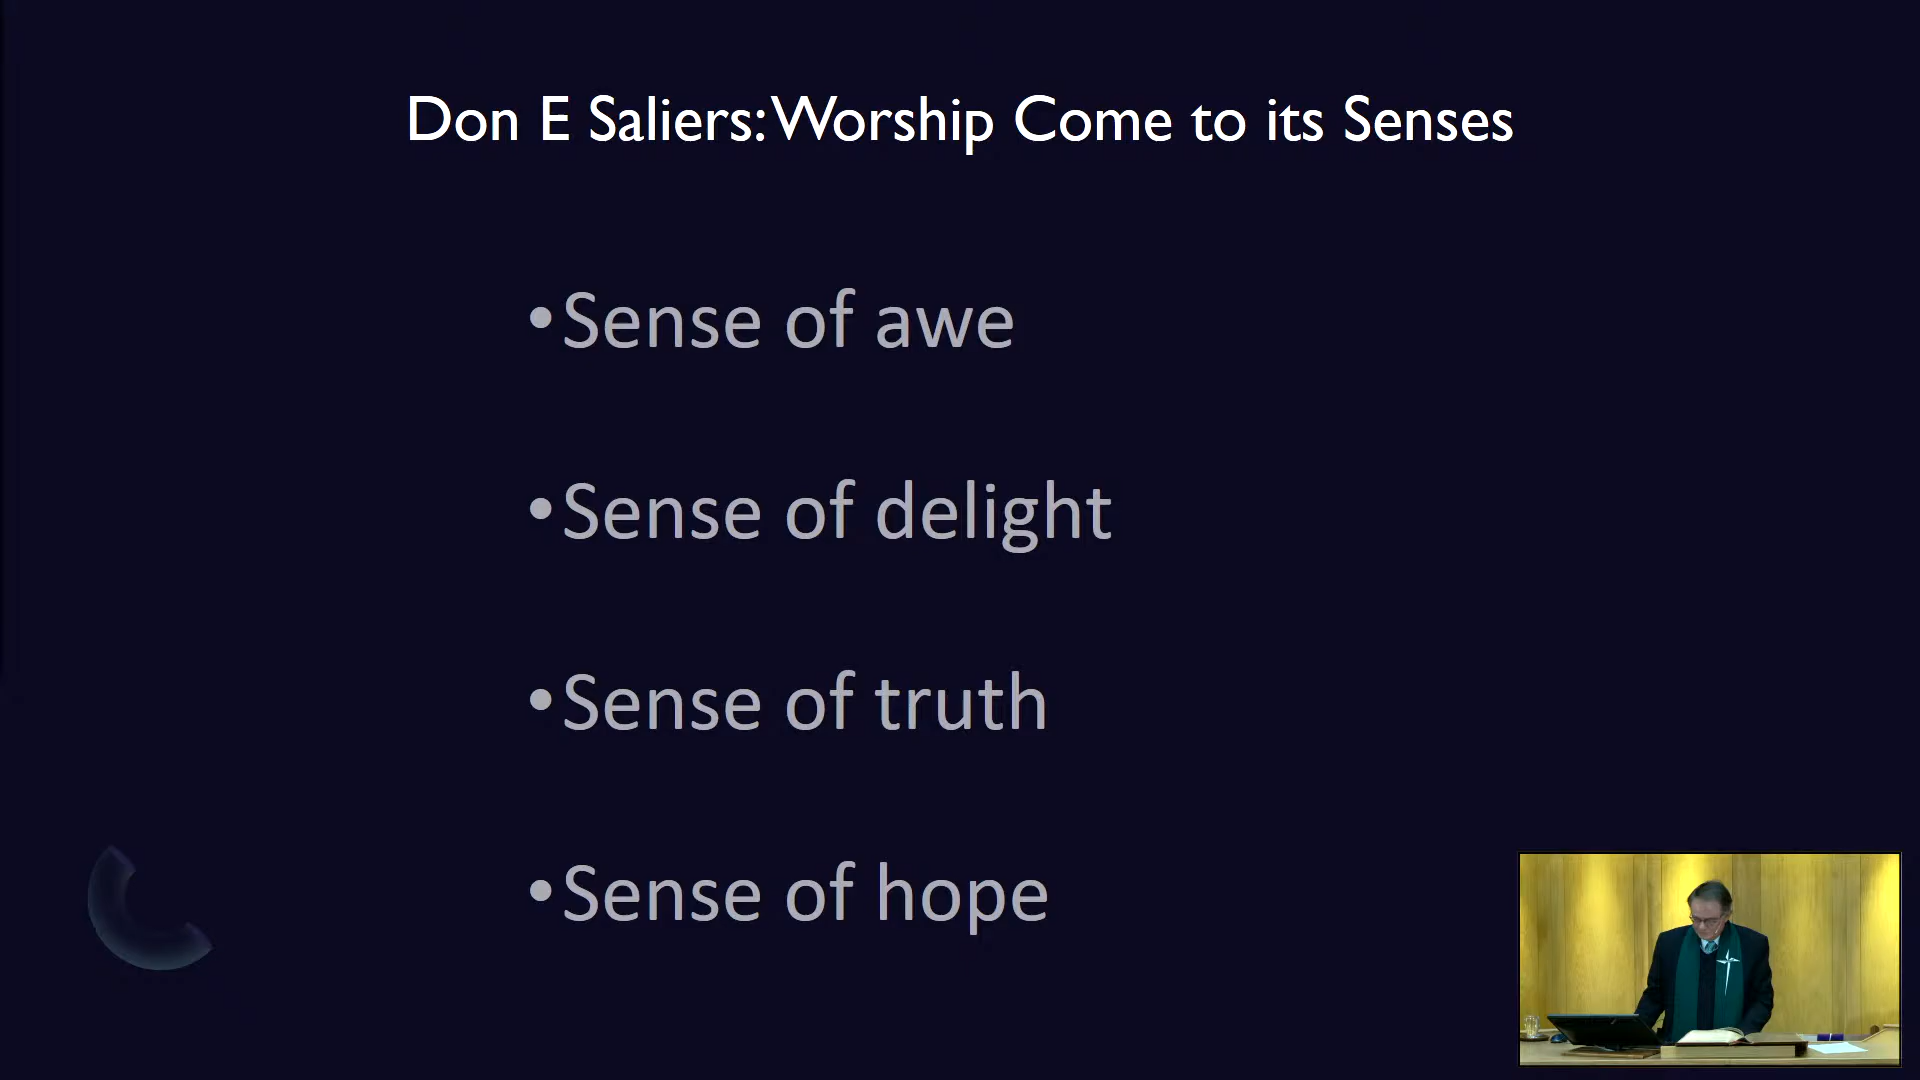 Don E Saliers: Worship Come to its Senses
•Sense of awe
•Sense of delight
•Sense of truth
•Sense of hope